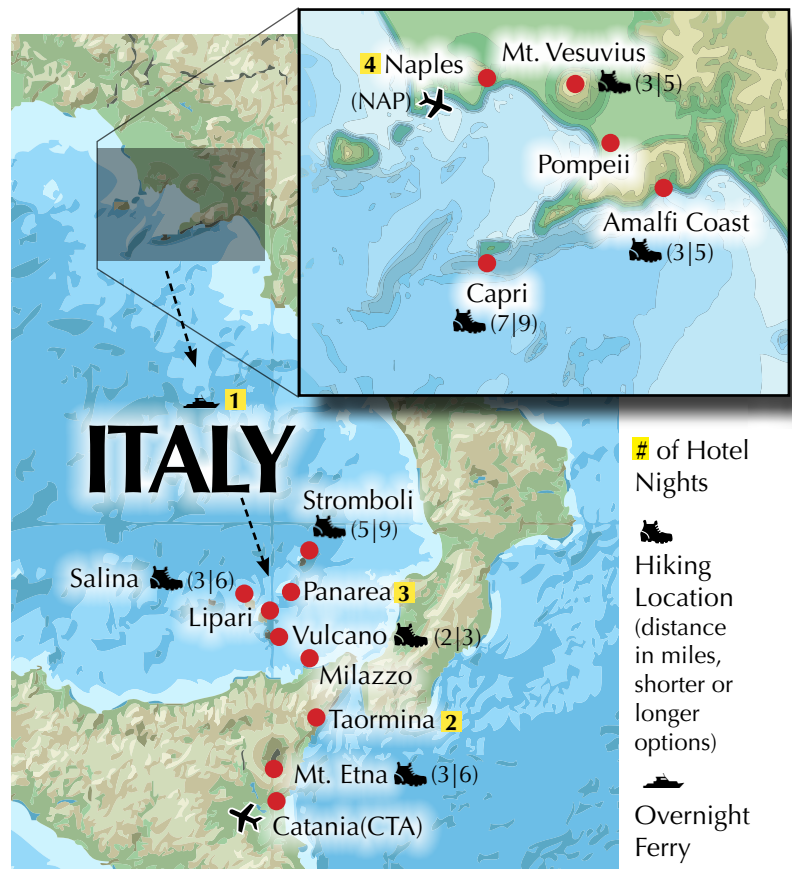 4 Naples
(NAP)
Mt. Vesuvius
(3|5)
Pompeii
Amalfi Coast
(3|5)
Capri
(7|9)
1
ITALY
Stromboli
(5|9)
Salina (3|6)
Panarea 3
Lipari
Vulcano (2|3)
Milazzo
Taormina 2
Mt. Etna (3|6)
Catania(CTA)
# of Hotel
Nights
Hiking
Location
(distance
in miles,
shorter or
longer
options)
Overnight
Ferry